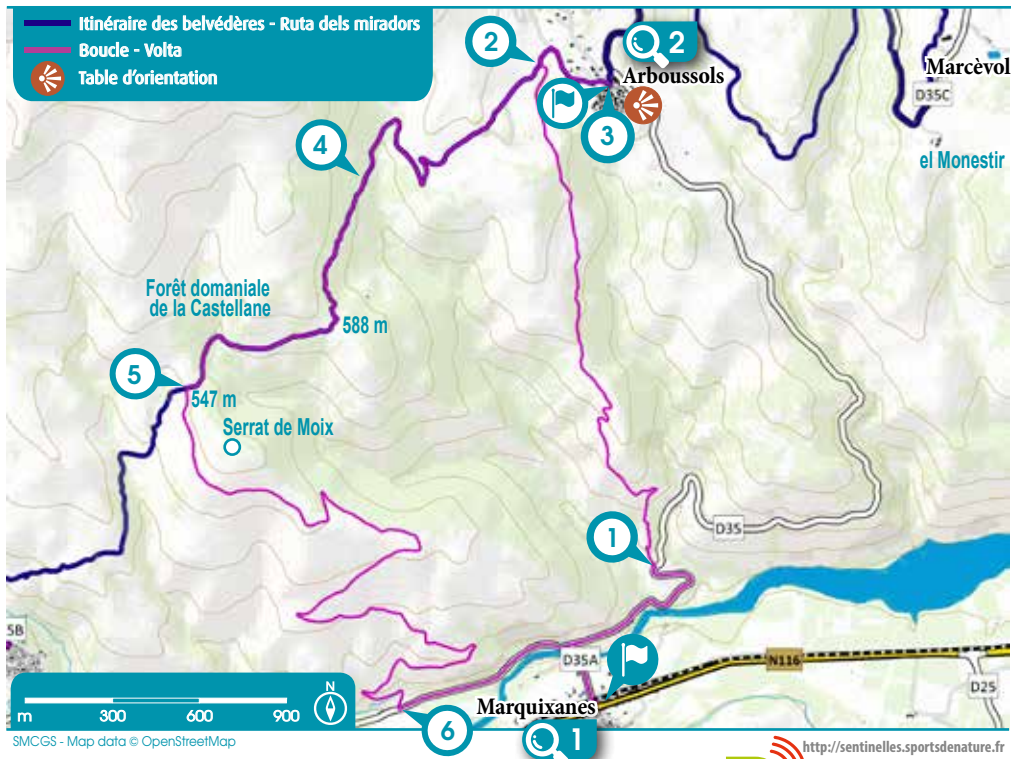 Itinéraire des belvédères - Ruta dels miradors
Boucle - Volta
Table d'orientation
2
2
Arboussols
Marcèvol
D35C
3
4
el Monestir
Forêt domaniale
de la Castellane
588 m
5
547 m
Serrat de Moix
D35
1
5B
D35A
N116
D25
N
m 300 600 900
Marquixanes
6
1
SMCGS - Map data © OpenStreetMap
http://sentinelles.sportsdenature.fr